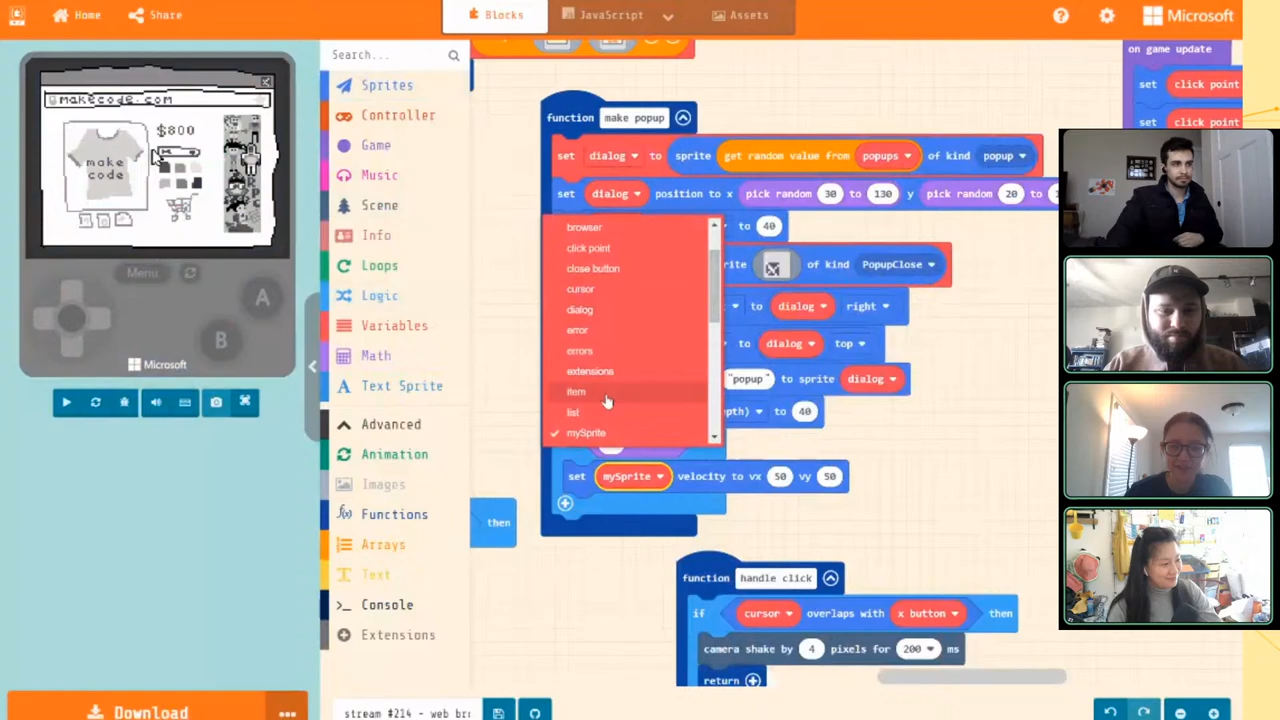 Home
Share
Blocks
JavaScript
Assets
Microsoft
makecode.com
$800
make
code
Menu
A
B
Microsoft
Search...
Sprites
Controller
Game
Music
Scene
Info
Loops
Logic
Variables
Math
Text Sprite
Advanced
Animation
Images
Functions
Arrays
Text
Console
Extensions
Download
on game update
set click point
set click point
function make popup
set dialog to sprite get random value from popups of kind popup
set dialog position to x pick random 30 to 130 y pick random 20 to
to 40
of kind PopupClose
to dialog right
to dialog top
"popup" to sprite dialog
to 40
browser
click point
close button
cursor
dialog
error
errors
extensions
item
list
mySprite
set mySprite velocity to vx 50 vy 50
then
function handle click
if cursor overlaps with x button then
camera shake by 4 pixels for 200 ms
return
stream #214 - web bro